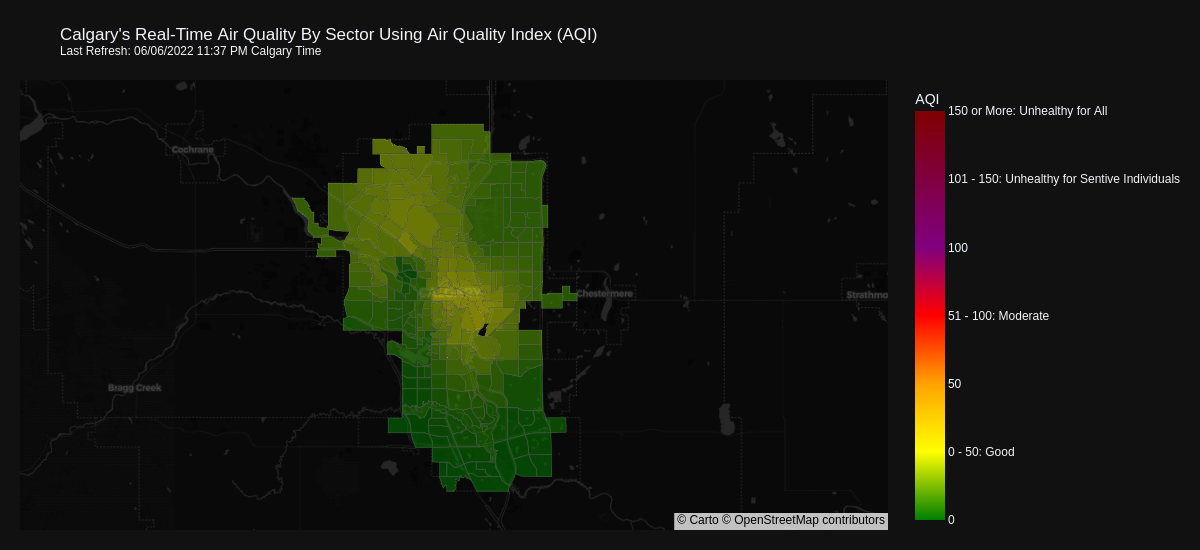 Calgary's Real-Time Air Quality By Sector Using Air Quality Index (AQI)
Last Refresh: 06/06/2022 11:37 PM Calgary Time
AQI
150 or More: Unhealthy for All
101 - 150: Unhealthy for Sentive Individuals
100
51 - 100: Moderate
50
0 - 50: Good
0
Cochrane
Chestermere
Strathmo
Bragg Creek
© Carto © OpenStreetMap contributors